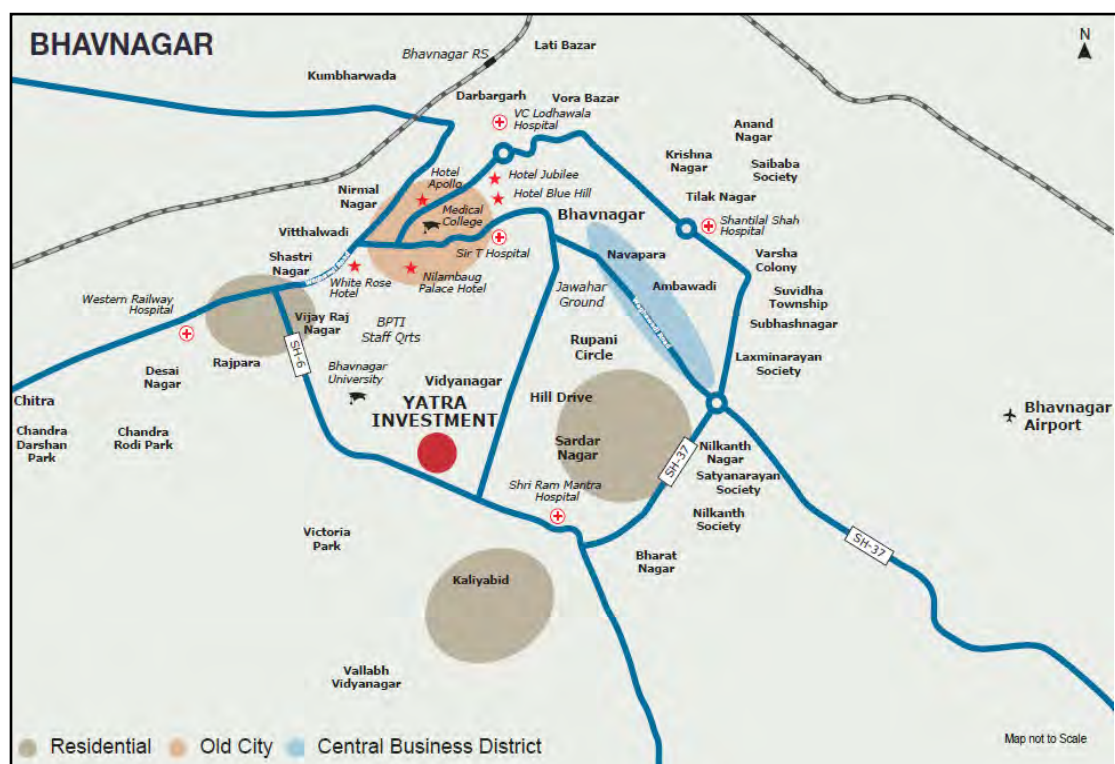 BHAVNAGAR
N
Lati Bazar
Bhavnagar RS
Kumbharwada
Darbargarh
Vora Bazar
VC Lodhawala
Hospital
Anand
Nagar
Krishna
Nagar
Saibaba
Society
Hotel
Apollo
Hotel Jubilee
Hotel Blue Hill
Nirmal
Nagar
Tilak Nagar
Medical
College
Bhavnagar
Shantilal Shah
Hospital
Vitthalwadi
Sir T Hospital
Navapara
Varsha
Colony
Shastri
Nagar
White Rose
Hotel
Nilambaug
Palace Hotel
Jawahar
Ground
Ambawadi
Suvidha
Township
Western Railway
Hospital
Vijay Raj
Nagar
BPTI
Staff Qrts
Subhashnagar
Rupani
Circle
SH-6
Rajpara
Desai
Nagar
Bhavnagar
University
Vidyanagar
Laxminarayan
Society
Chitra
YATRA
INVESTMENT
Hill Drive
Bhavnagar
Airport
Chandra
Darshan
Park
Chandra
Rodi Park
Sardar
Nagar
Nilkanth
Nagar
SH-37
Satyanarayan
Society
Shri Ram Mantra
Hospital
Nilkanth
Society
Victoria
Park
SH-37
Bharat
Nagar
Kaliyabid
Vallabh
Vidyanagar
Residential
Old City
Central Business District
Map not to Scale